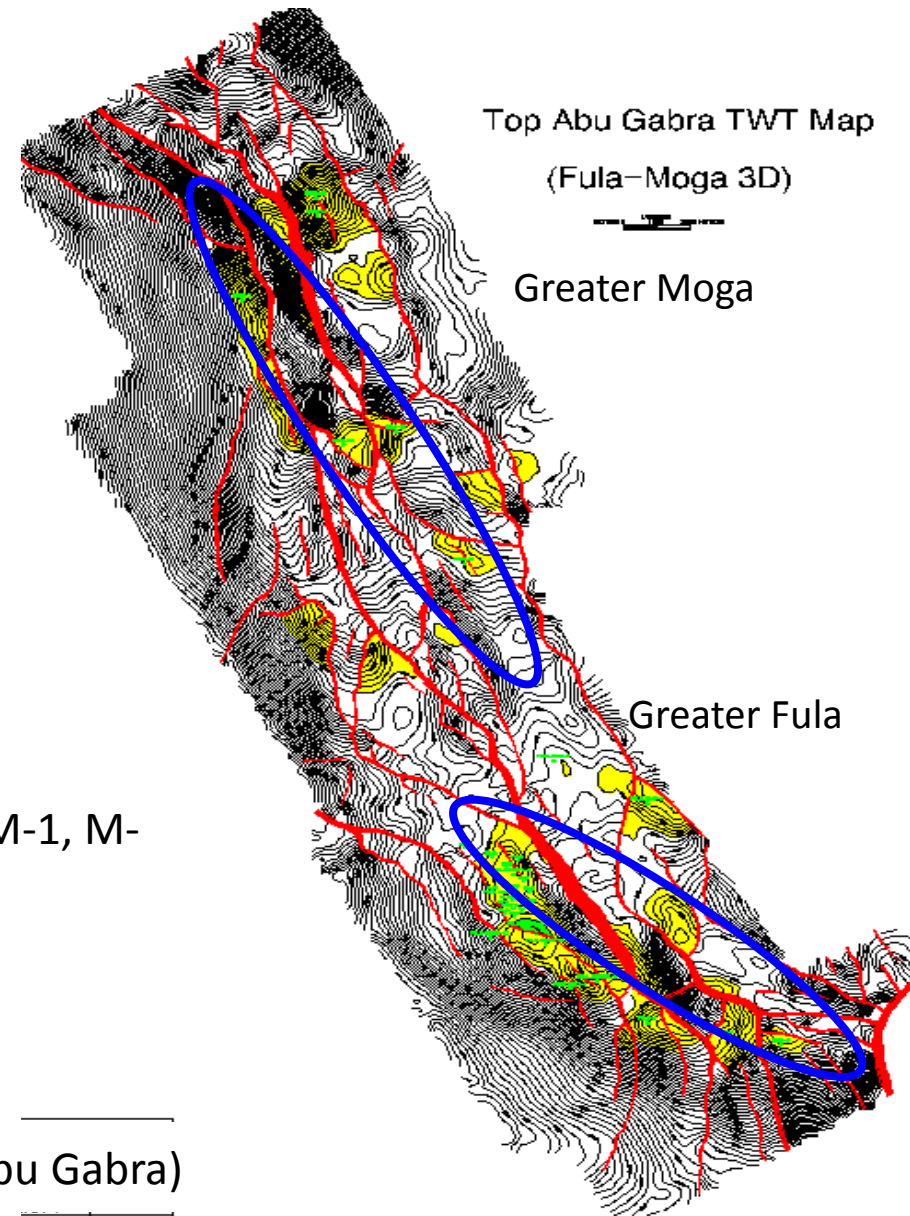 Top Abu Gabra TWT Map
(Fula-Moga 3D)
Greater Moga
Greater Fula
M-1, M-
bu Gabra)